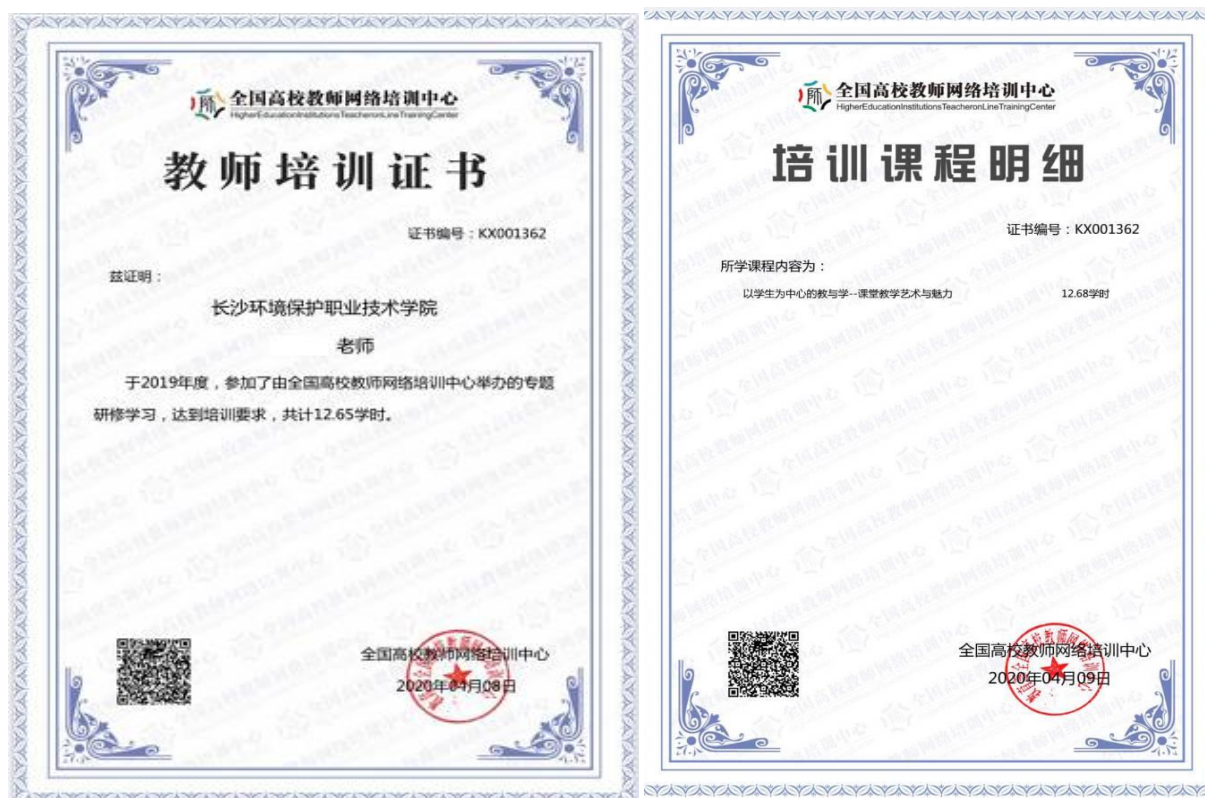 全国高校教师网络培训中心
HigherEducationInstitutionsTeacheronLineTrainingCenter
教师培训证书
证书编号：KX001362
兹证明：
长沙环境保护职业技术学院
老师
于2019年度，参加了由全国高校教师网络培训中心举办的专题
研修学习，达到培训要求，共计12.65学时。
全国高校教师网络培训中心
2020年04月08日
全国高校教师网络培训中心
HigherEducationInstitutionsTeacheronLineTrainingCenter
培训课程明细
证书编号：KX001362
所学课程内容为：
以学生为中心的教与学--课堂教学艺术与魅力 12.68学时
全国高校教师网络培训中心
2020年04月09日